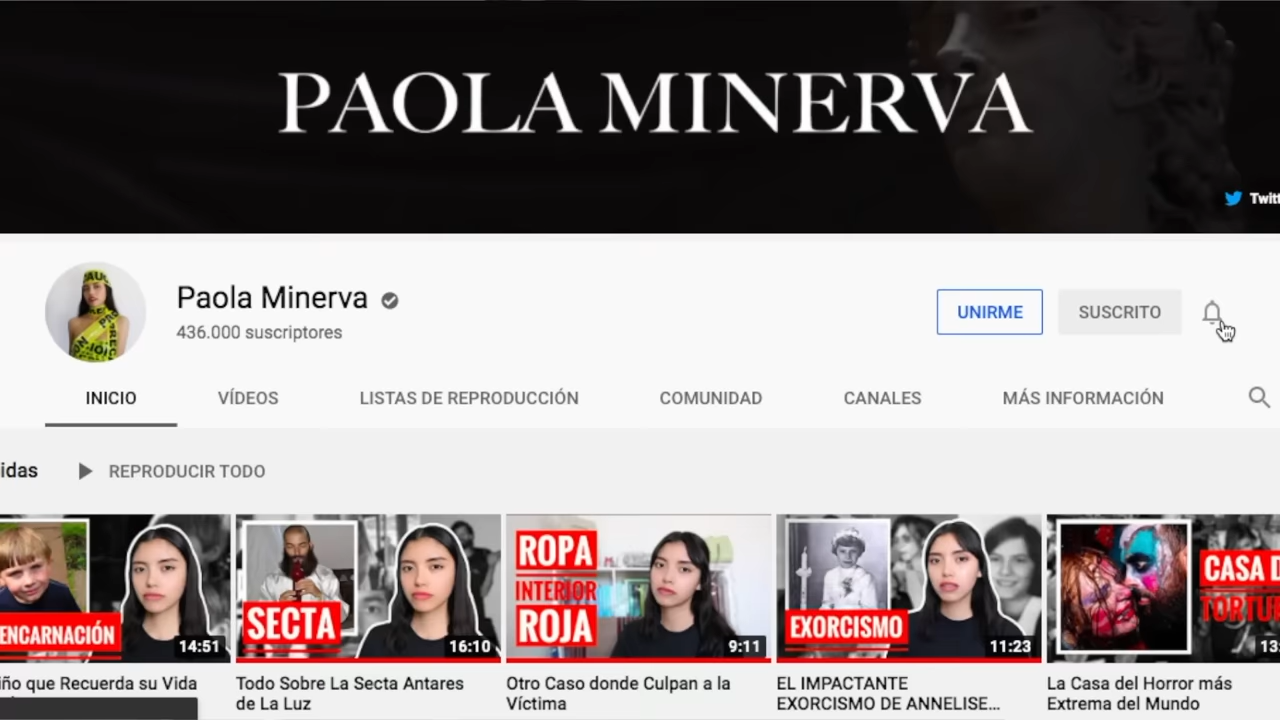 PAOLA MINERVA
Twitt
Paola Minerva
436.000 suscriptores
UNIRME
SUSCRITO
INICIO
VÍDEOS
LISTAS DE REPRODUCCIÓN
COMUNIDAD
CANALES
MÁS INFORMACIÓN
idas
REPRODUCIR TODO
ENCARNACIÓN
14:51
SECTA
16:10
ROPA
INTERIOR
ROJA
9:11
EXORCISMO
11:23
CASA D
TORTUR
13:
iño que Recuerda su Vida
Todo Sobre La Secta Antares
de La Luz
Otro Caso donde Culpan a la
Víctima
EL IMPACTANTE
EXORCISMO DE ANNELISE...
La Casa del Horror más
Extrema del Mundo